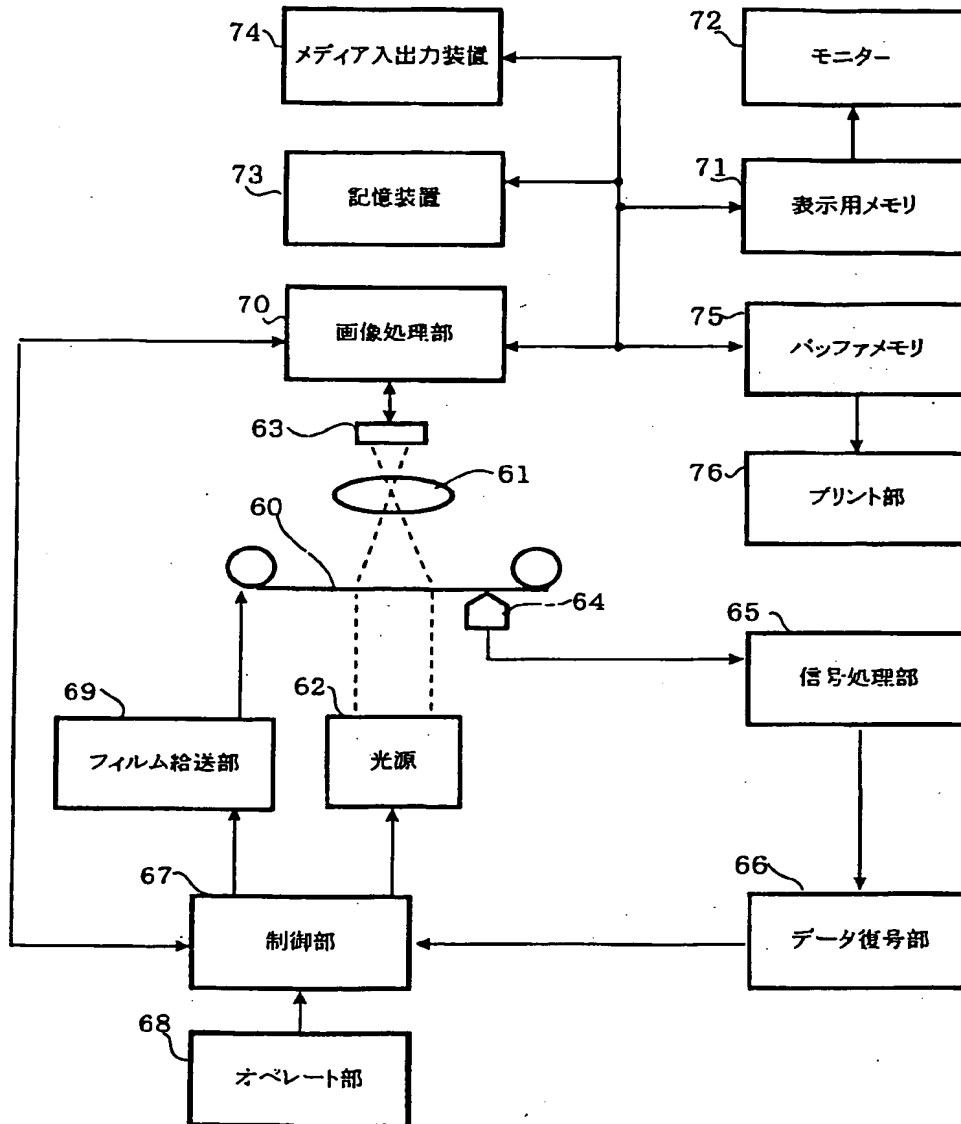 74
メディア入出力装置
72
モニター
73
記憶装置
71
表示用メモリ
70
画像処理部
75
バッファメモリ
63
61
76
プリント部
60
64
65
信号処理部
69
フィルム給送部
62
光源
67
制御部
66
データ復号部
68
オペレート部